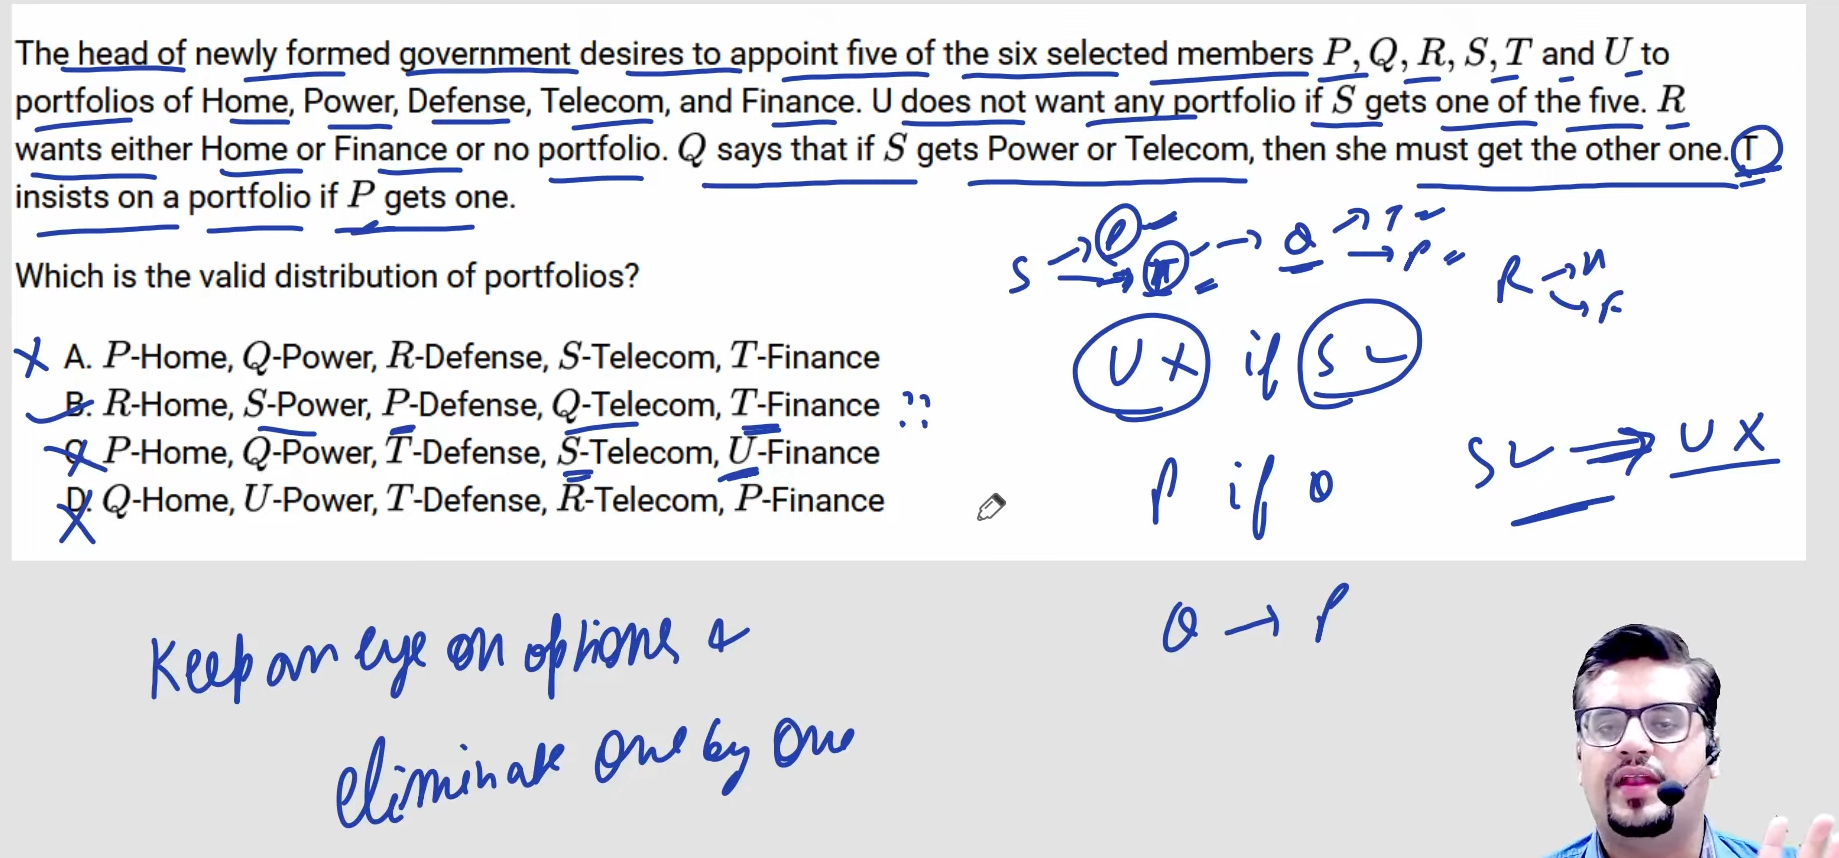 The head of newly formed government desires to appoint five of the six selected members P, Q, R, S, T and U to
portfolios of Home, Power, Defense, Telecom, and Finance. U does not want any portfolio if S gets one of the five. R
wants either Home or Finance or no portfolio. Q says that if S gets Power or Telecom, then she must get the other one. T
insists on a portfolio if P gets one.
Which is the valid distribution of portfolios?
A. P-Home, Q-Power, R-Defense, S-Telecom, T-Finance
B. R-Home, S-Power, P-Defense, Q-Telecom, T-Finance
C. P-Home, Q-Power, T-Defense, S-Telecom, U-Finance
D. Q-Home, U-Power, T-Defense, R-Telecom, P-Finance
S → P
→ T → Q → T
→ P
R → H
→ F
U X if S ✓
S ✓ ⇒ U X
P if Q
Q → P
Keep an eye on options &
eliminate one by one